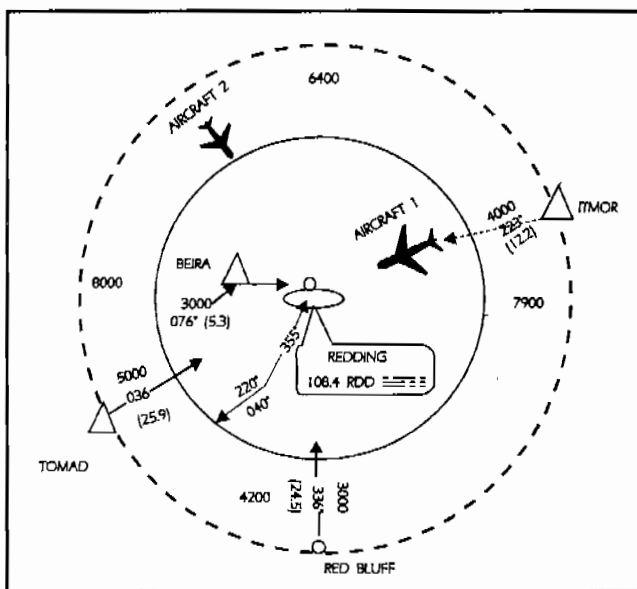 6400
AIRCRAFT 2
AIRCRAFT 1
ITMOR
4000
223°
(12.2)
BEIRA
8000
3000
076° (5.3)
7900
REDDING
108.4 RDD
355°
5000
036
(25.9)
220°
040°
TOMAD
4200
(24.5)
336°
3000
RED BLUFF